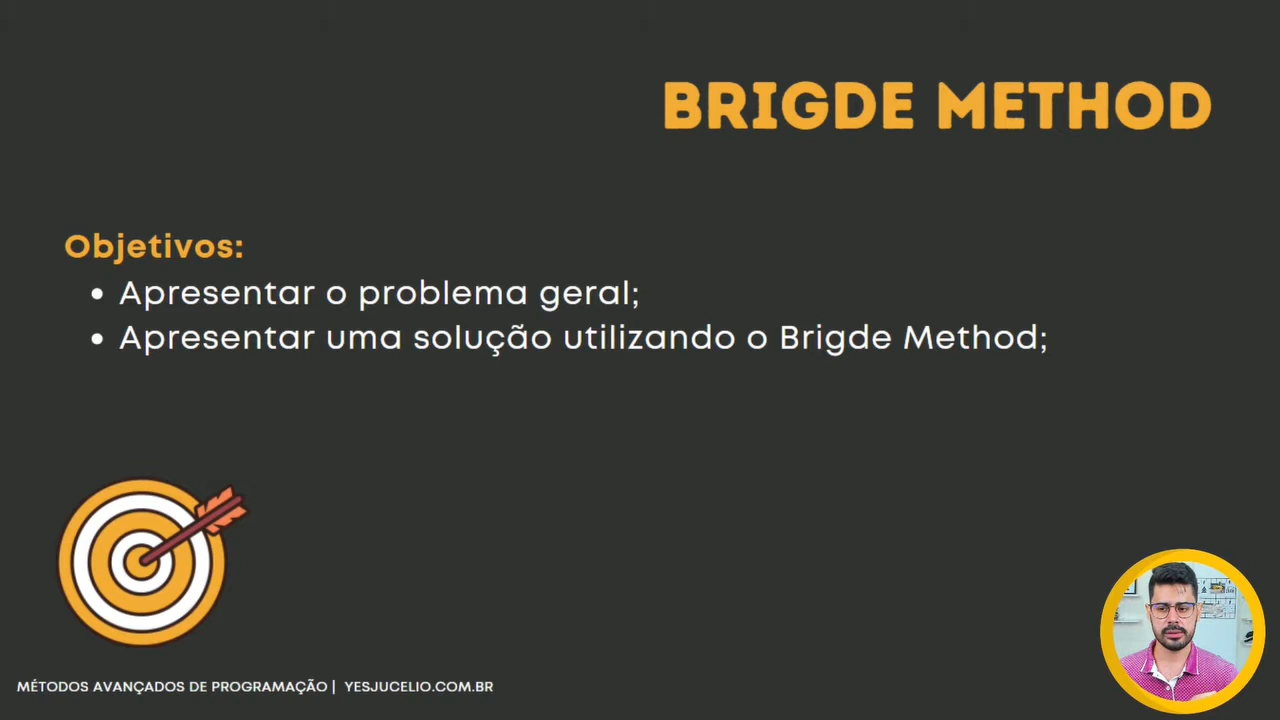 BRIGDE METHOD
Objetivos:
• Apresentar o problema geral;
• Apresentar uma solução utilizando o Brigde Method;
MÉTODOS AVANÇADOS DE PROGRAMAÇÃO | YESJUCELIO.COM.BR